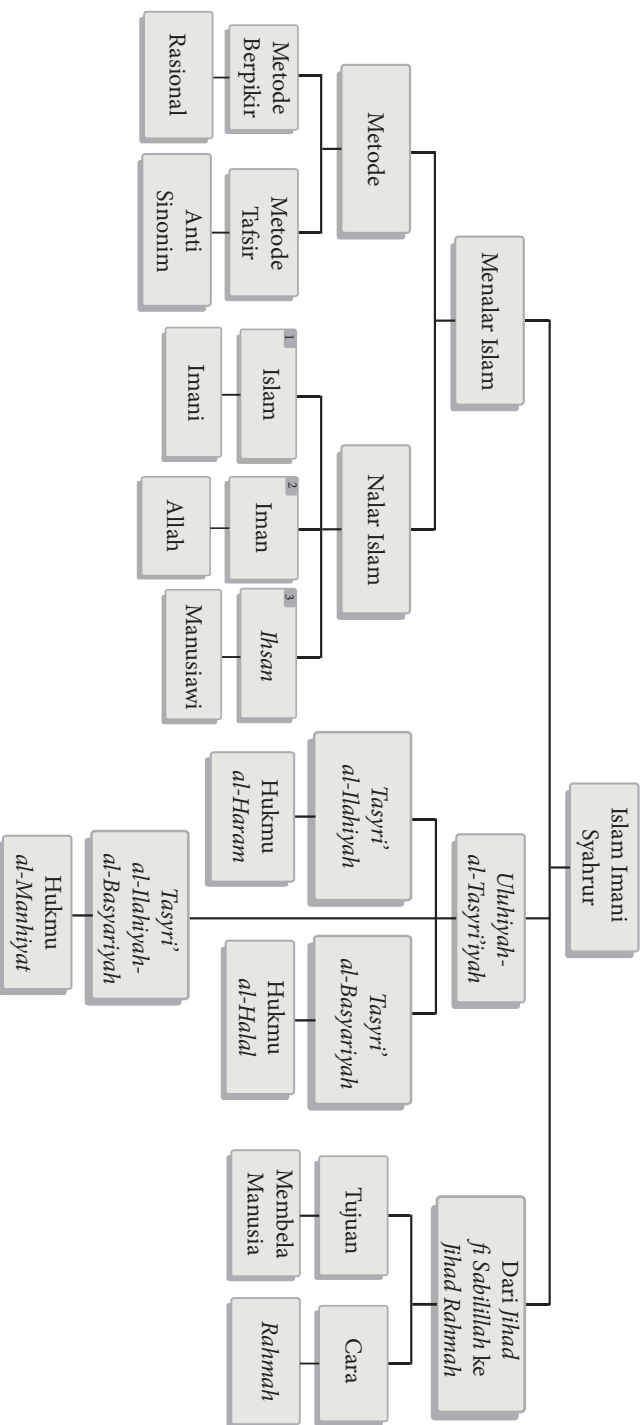 Islam Imani
Syahrur
Menalar Islam
Uluhiyah-
al-Tasyri’iyah
Dari Jihad
fi Sabilillah ke
Jihad Rahmah
Metode
Nalar Islam
Tasyri’
al-Ilahiyah
Tasyri’
al-Basyariyah
Tujuan
Cara
Metode
Berpikir
Metode
Tafsir
1
Islam
2
Iman
3
Ihsan
Hukmu
al-Haram
Hukmu
al-Halal
Membela
Manusia
Rahmah
Rasional
Anti
Sinonim
Imani
Allah
Manusiawi
Tasyri’
al-Ilahiyah-
al-Basyariyah
Hukmu
al-Manhiyat